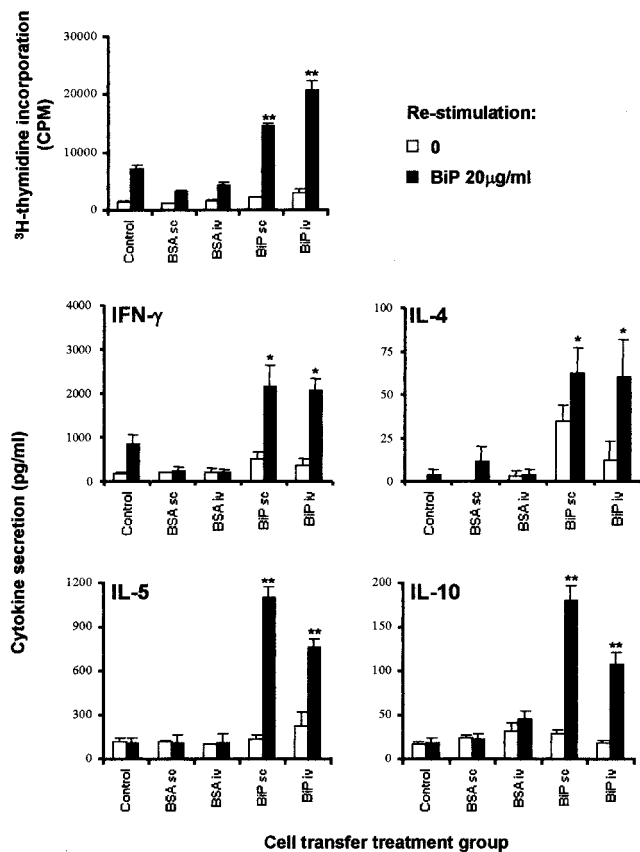 ³H-thymidine incorporation
(CPM)
30000
20000
10000
0
**
**
Control
BSA sc
BSA iv
BiP sc
BiP iv
Re-stimulation:
0
BiP 20µg/ml
Cytokine secretion (pg/ml)
IFN-γ
4000
3000
2000
1000
0
*
*
Control
BSA sc
BSA iv
BiP sc
BiP iv
IL-4
100
75
50
25
0
*
*
Control
BSA sc
BSA iv
BiP sc
BiP iv
IL-5
1200
900
600
300
0
**
**
Control
BSA sc
BSA iv
BiP sc
BiP iv
IL-10
200
150
100
50
0
**
**
Control
BSA sc
BSA iv
BiP sc
BiP iv
Cell transfer treatment group